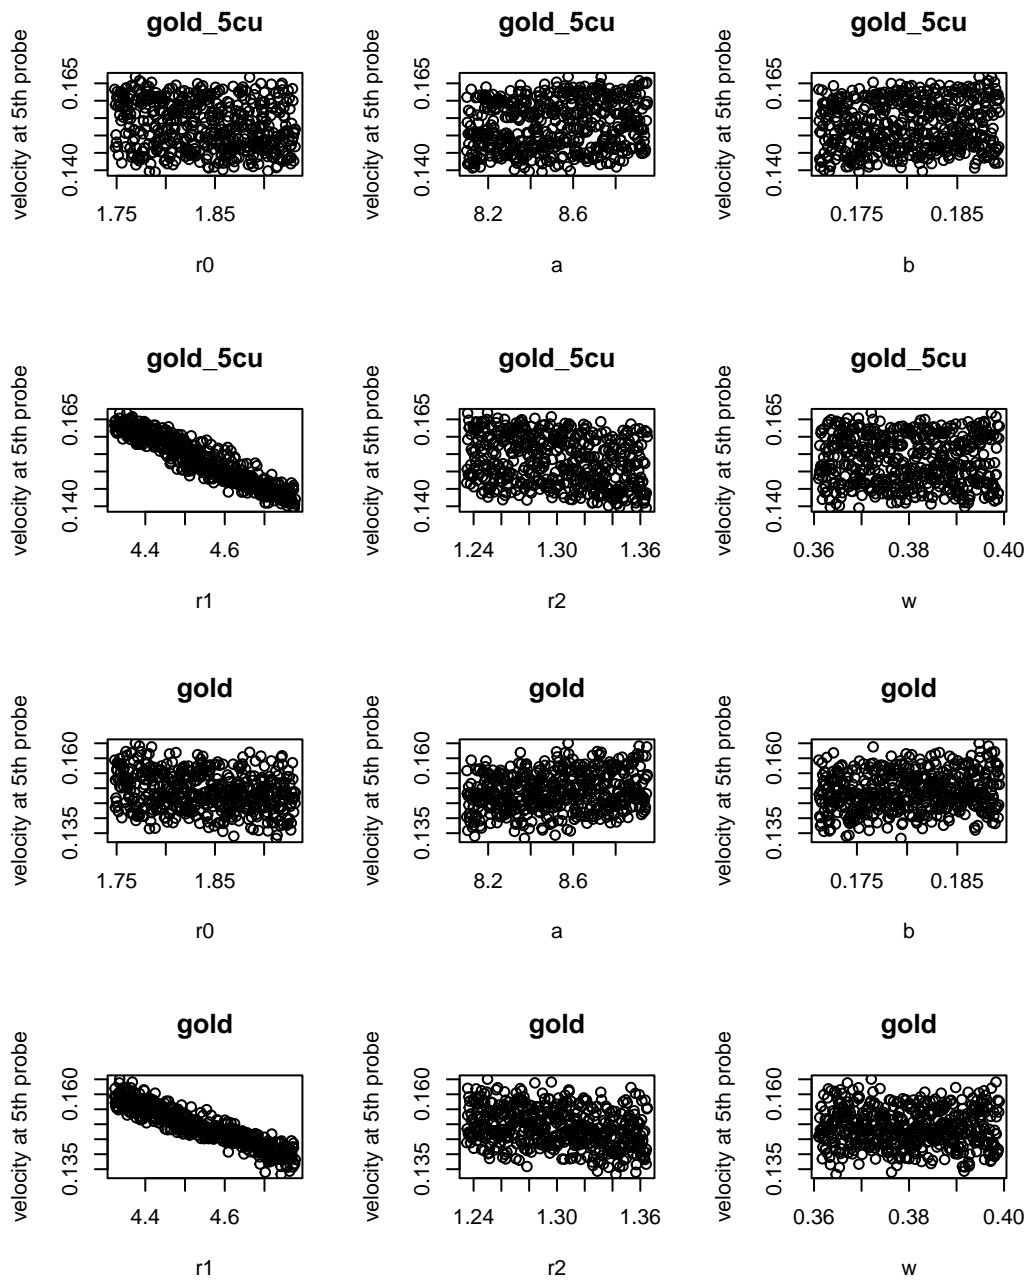 gold_5cu gold_5cu gold_5cu
velocity at 5th probe velocity at 5th probe velocity at 5th probe
0.165 0.165 0.165
0.140 0.140 0.140
1.75 1.85 8.2 8.6 0.175 0.185
r0 a b
gold_5cu gold_5cu gold_5cu
velocity at 5th probe velocity at 5th probe velocity at 5th probe
0.165 0.165 0.165
0.140 0.140 0.140
4.4 4.6 1.24 1.30 1.36 0.36 0.38 0.40
r1 r2 w
gold gold gold
velocity at 5th probe velocity at 5th probe velocity at 5th probe
0.160 0.160 0.160
0.135 0.135 0.135
1.75 1.85 8.2 8.6 0.175 0.185
r0 a b
gold gold gold
velocity at 5th probe velocity at 5th probe velocity at 5th probe
0.160 0.160 0.160
0.135 0.135 0.135
4.4 4.6 1.24 1.30 1.36 0.36 0.38 0.40
r1 r2 w